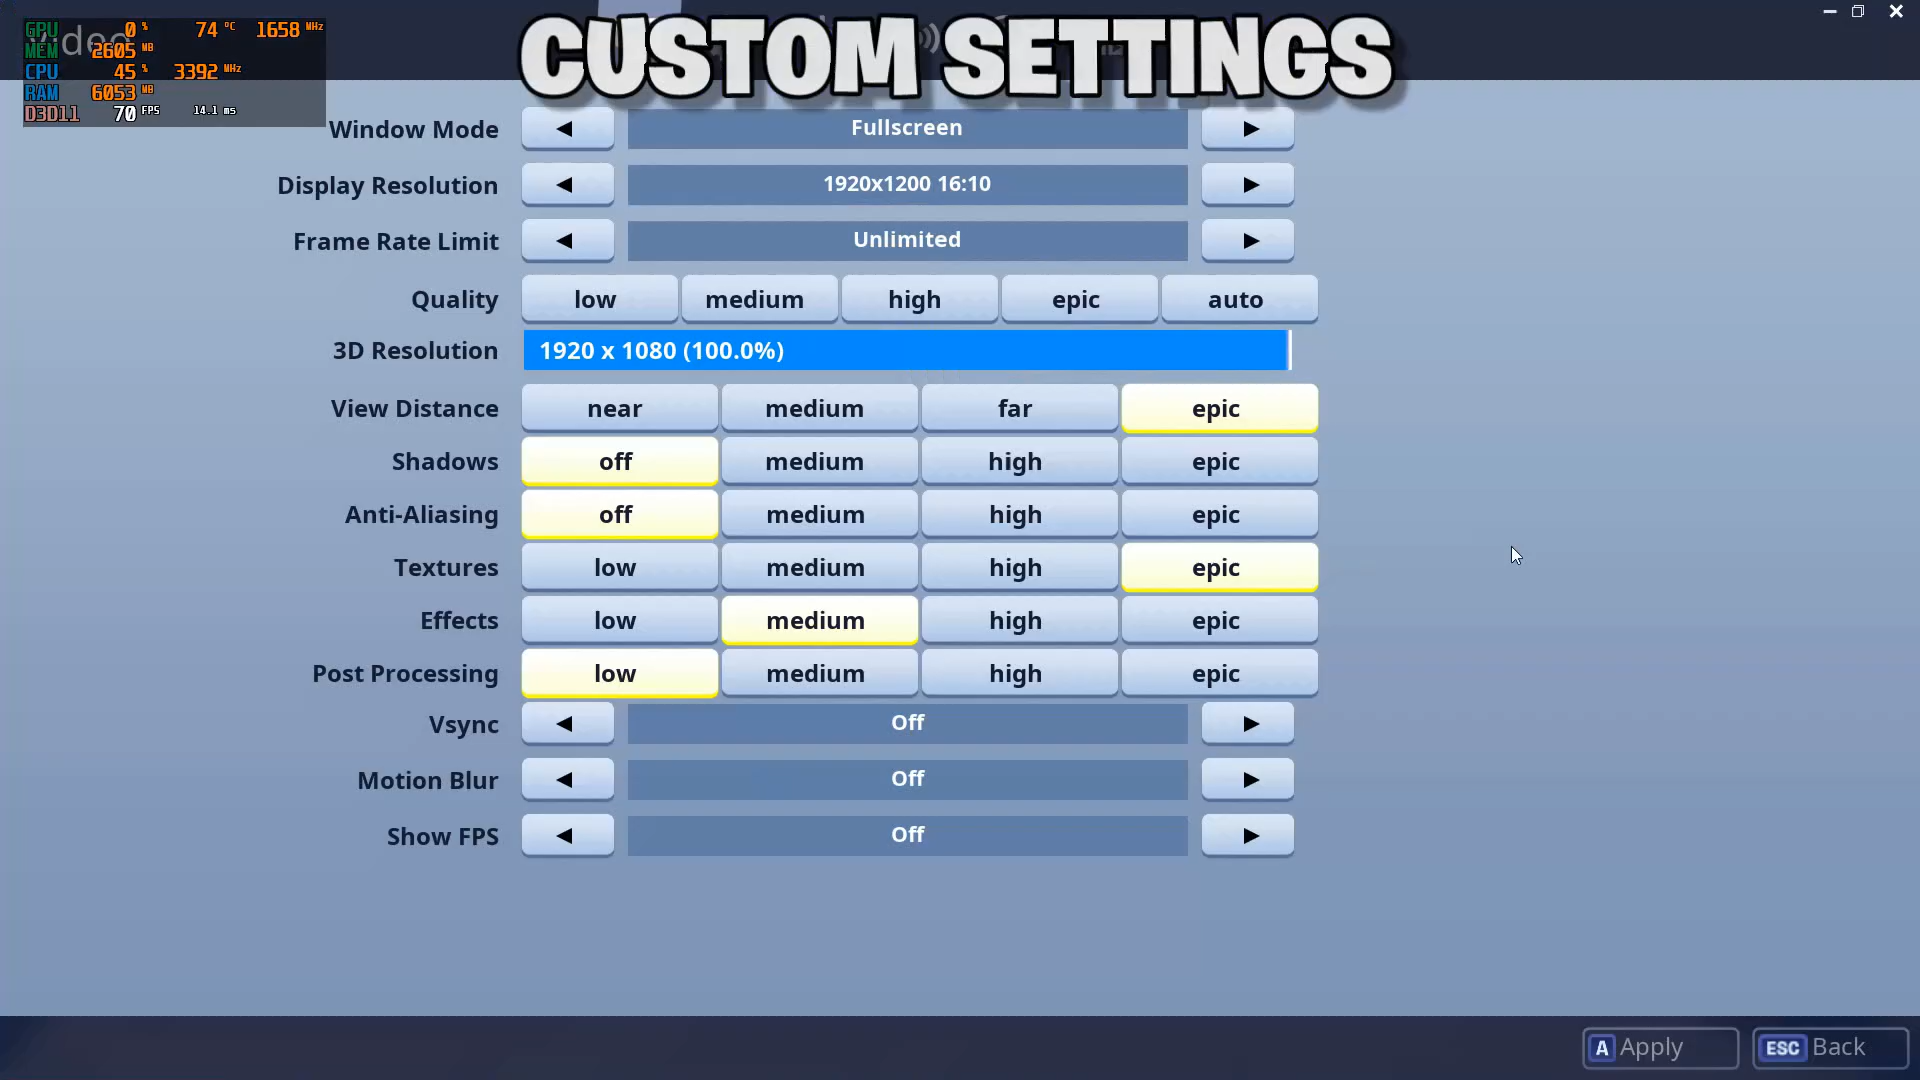 CUSTOM SETTINGS
Video
GPU 0 % 74 °C 1658 MHz
MEM 2605 MB
CPU 45 % 3392 MHz
RAM 6053 MB
D3D11 70 FPS 14.1 ms
Window Mode Fullscreen
Display Resolution 1920x1200 16:10
Frame Rate Limit Unlimited
Quality low medium high epic auto
3D Resolution 1920 x 1080 (100.0%)
View Distance near medium far epic
Shadows off medium high epic
Anti-Aliasing off medium high epic
Textures low medium high epic
Effects low medium high epic
Post Processing low medium high epic
Vsync Off
Motion Blur Off
Show FPS Off
A Apply ESC Back